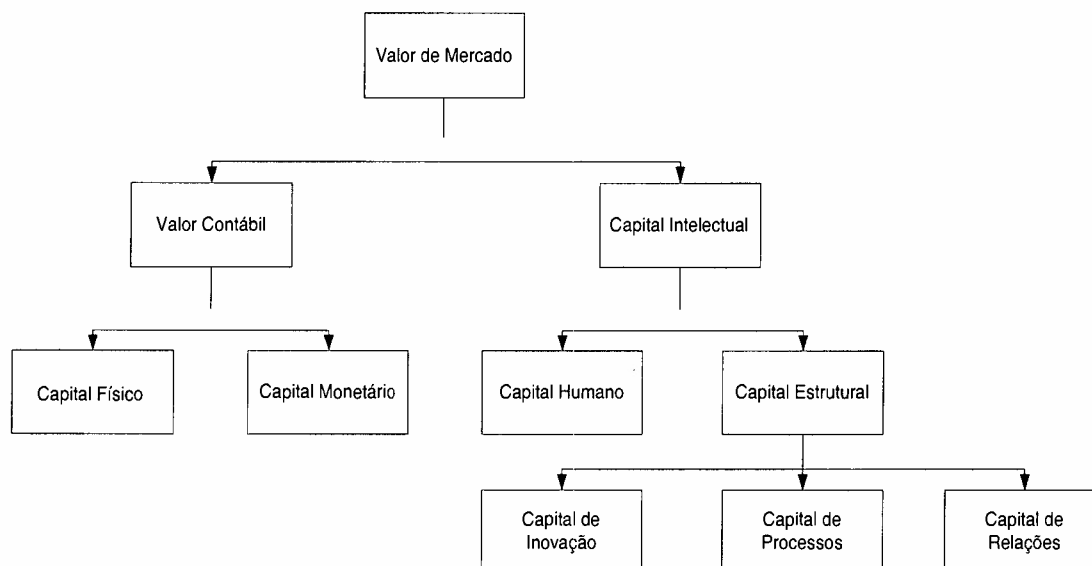 Valor de Mercado
Valor Contábil
Capital Intelectual
Capital Físico
Capital Monetário
Capital Humano
Capital Estrutural
Capital de
Inovação
Capital de
Processos
Capital de
Relações